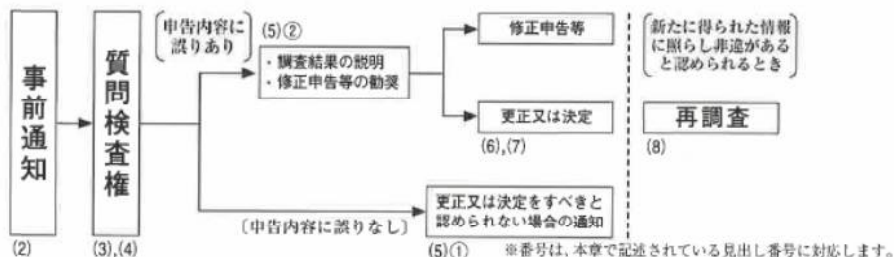 事前通知
(2)
質問検査権
(3),(4)
申告内容に
誤りあり
(5)②
・調査結果の説明
・修正申告等の勧奨
修正申告等
更正又は決定
(6),(7)
〔申告内容に誤りなし〕
更正又は決定をすべきと
認められない場合の通知
(5)①
新たに得られた情報
に照らし非違がある
と認められるとき
再調査
(8)
※番号は、本章で記述されている見出し番号に対応します。